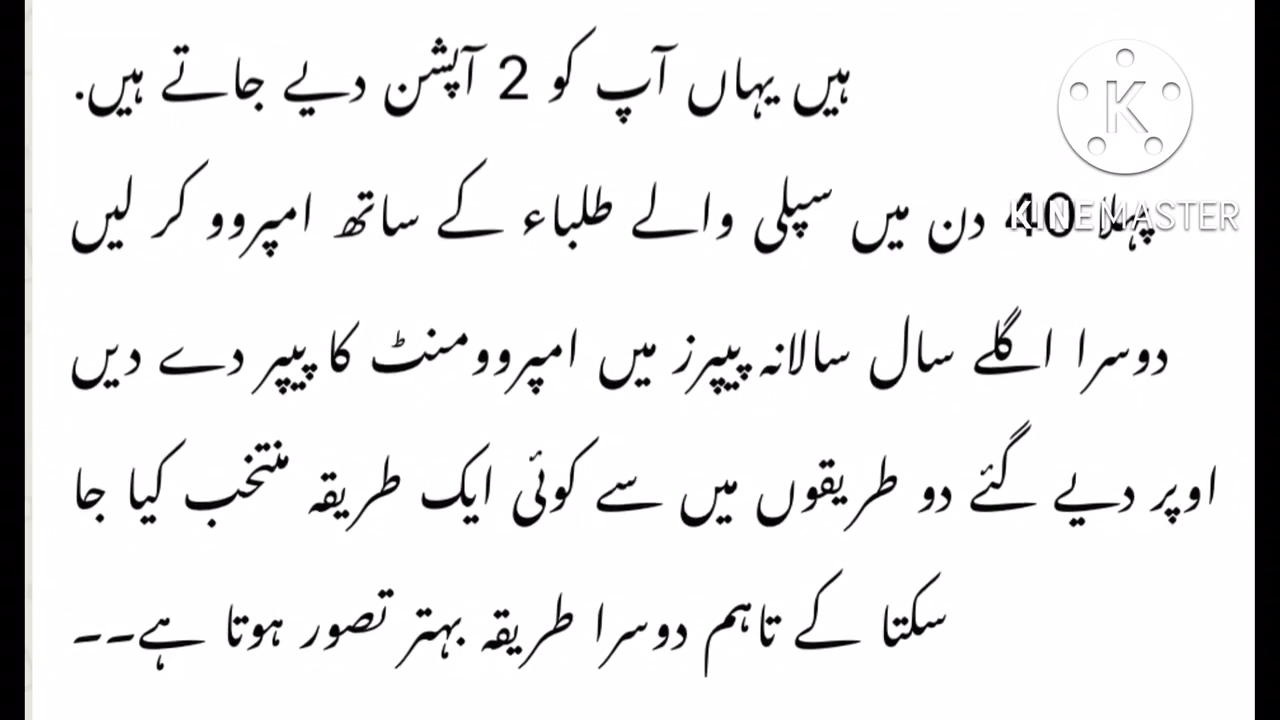 ہیں یہاں آپ کو 2 آپشن دیے جاتے ہیں.
پہلا 40 دن میں سپلی والے طلباء کے ساتھ امپروو کر لیں
دوسرا اگلے سال سالانہ پیپرز میں امپروومنٹ کا پیپر دے دیں
اوپر دیے گئے دو طریقوں میں سے کوئی ایک طریقہ منتخب کیا جا
سکتا کے تاہم دوسرا طریقہ بہتر تصور ہوتا ہے--
K
KINEMASTER